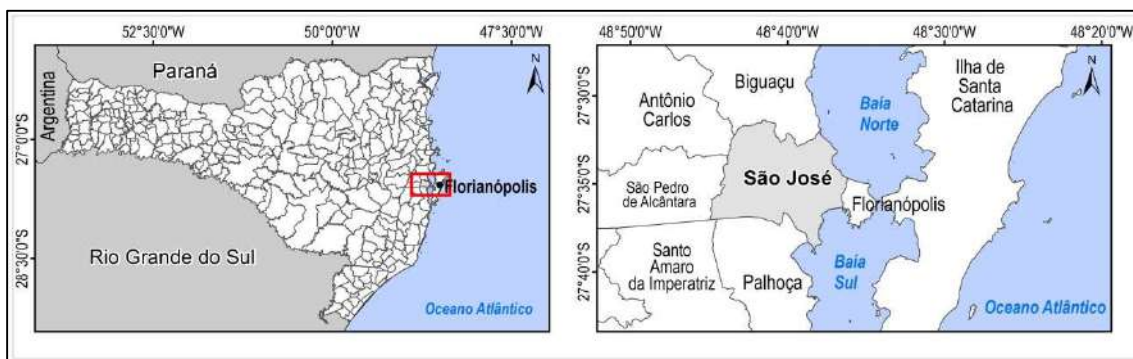 52°30'0"W
50°00'0"W
47°30'0"W
27°0'0"S
28°30'0"S
N
Paraná
Argentina
Florianópolis
Rio Grande do Sul
Oceano Atlântico
48°50'0"W
48°40'0"W
48°30'0"W
48°20'0"W
27°30'0"S
27°35'0"S
27°40'0"S
N
Biguaçu
Ilha de
Santa
Catarina
Antônio
Carlos
Baía
Norte
São José
São Pedro
de Alcântara
Florianópolis
Santo
Amaro
da Imperatriz
Palhoça
Baía
Sul
Oceano Atlântico